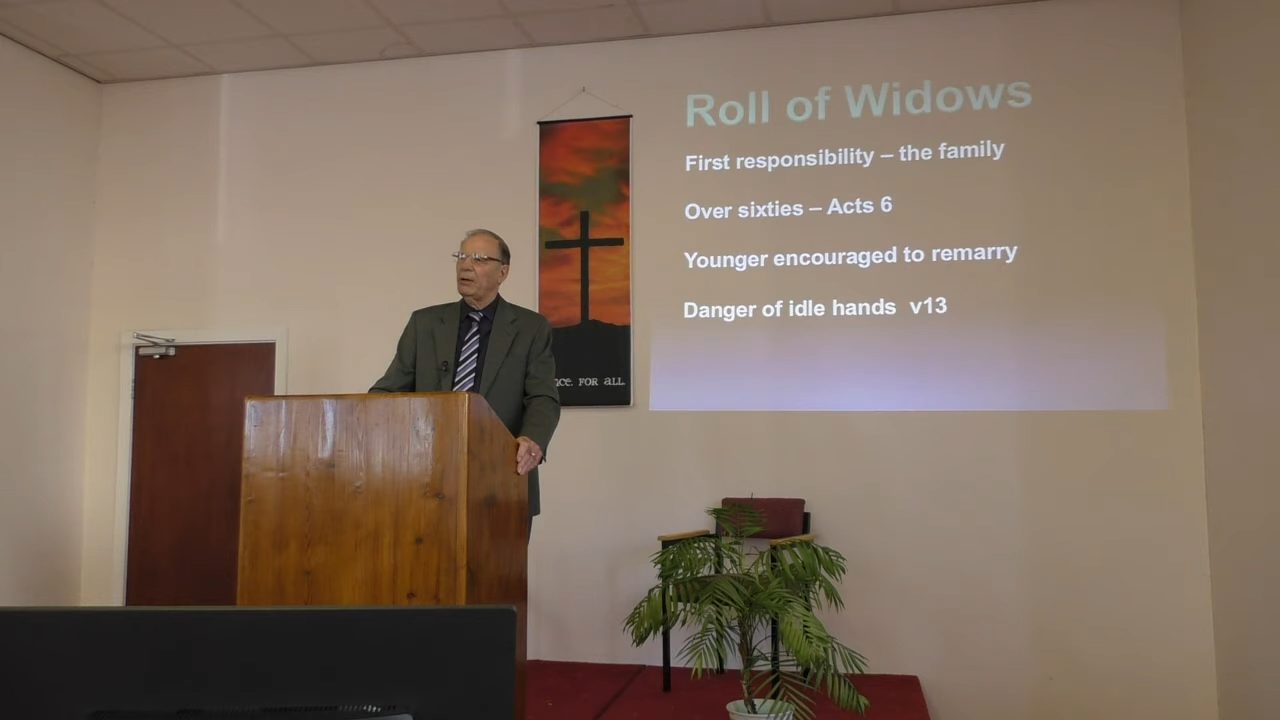 Roll of Widows
First responsibility – the family
Over sixties – Acts 6
Younger encouraged to remarry
Danger of idle hands v13
FOR ALL.